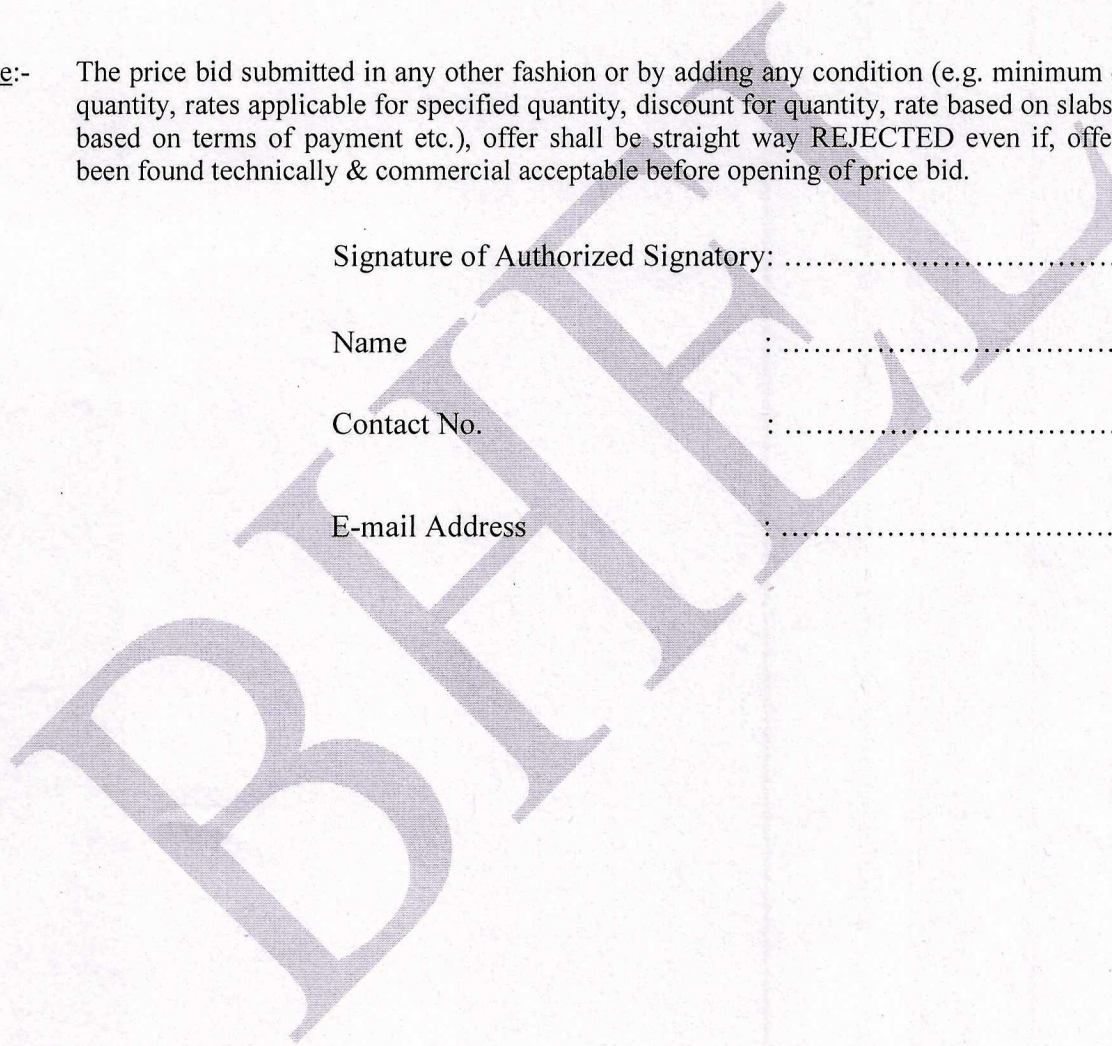 e:- The price bid submitted in any other fashion or by adding any condition (e.g. minimum
quantity, rates applicable for specified quantity, discount for quantity, rate based on slabs
based on terms of payment etc.), offer shall be straight way REJECTED even if, offe
been found technically & commercial acceptable before opening of price bid.
Signature of Authorized Signatory: ................................
Name : ................................
Contact No. : ................................
E-mail Address : ................................
BHEL